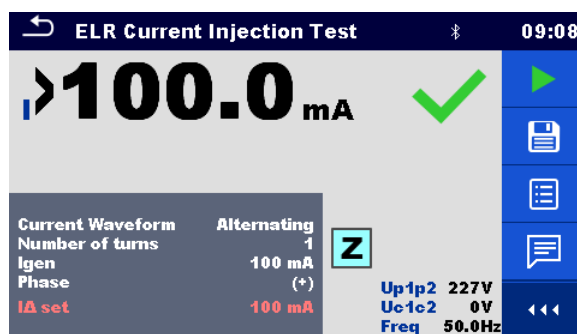 ELR Current Injection Test 09:08
I >100.0 mA
Current Waveform Alternating
Number of turns 1
Igen 100 mA
Phase (+)
I∆ set 100 mA
Z
Up1p2 227V
Uc1c2 0V
Freq 50.0Hz